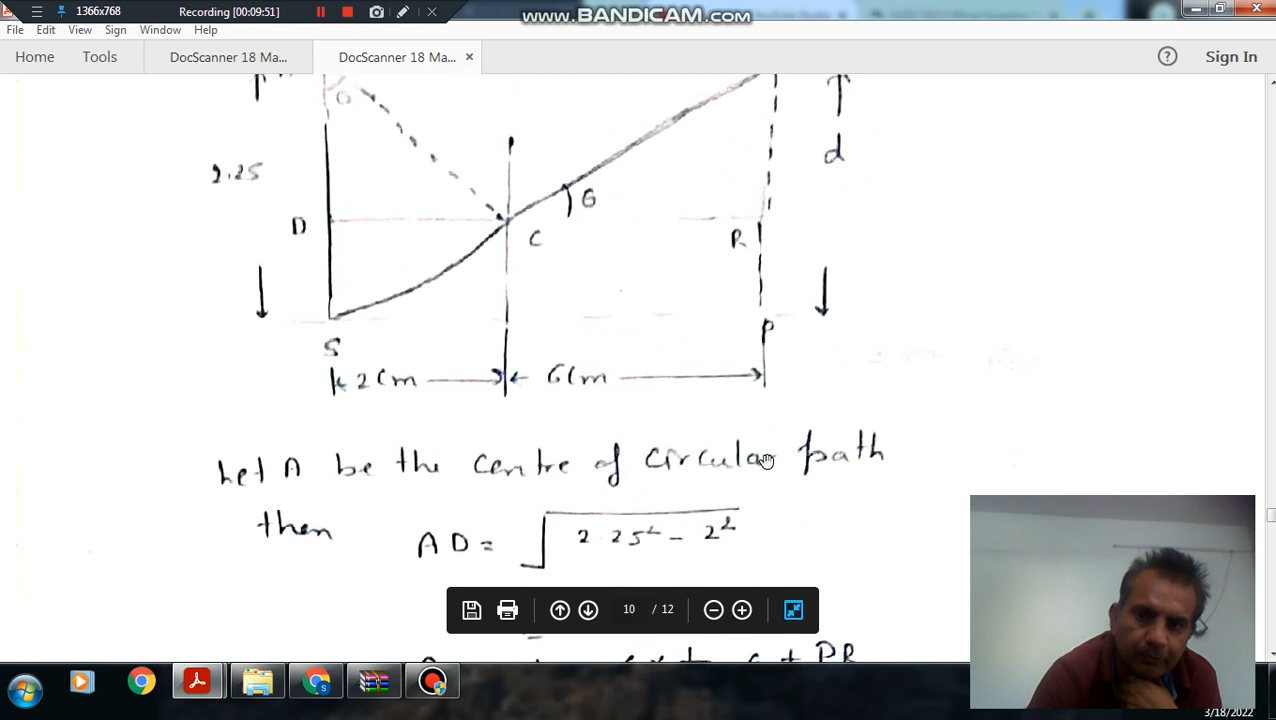 Recording [00:09:51]
www.BANDICAM.com
File Edit View Sign Window Help
Home Tools DocScanner 18 Ma... DocScanner 18 Ma... × ? Sign In
2.25
d
θ
D
C
R
S
P
2 cm
6 cm
Let A be the centre of circular path
then AD = √2.25² - 2²
10 / 12
PR
3/18/2022